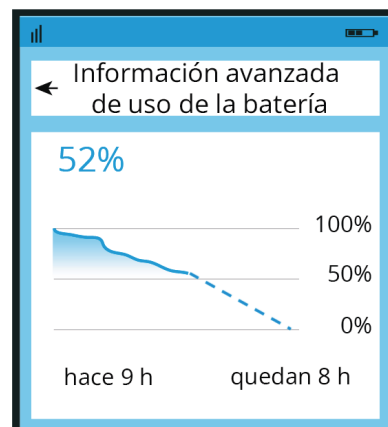 Información avanzada
de uso de la batería
52%
100%
50%
0%
hace 9 h quedan 8 h